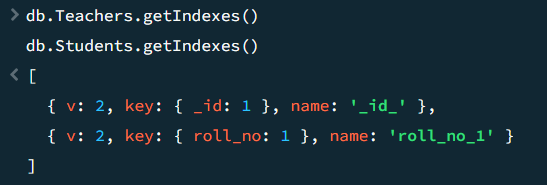 > db.Teachers.getIndexes()
db.Students.getIndexes()
< [
{ v: 2, key: { _id: 1 }, name: '_id_' },
{ v: 2, key: { roll_no: 1 }, name: 'roll_no_1' }
]